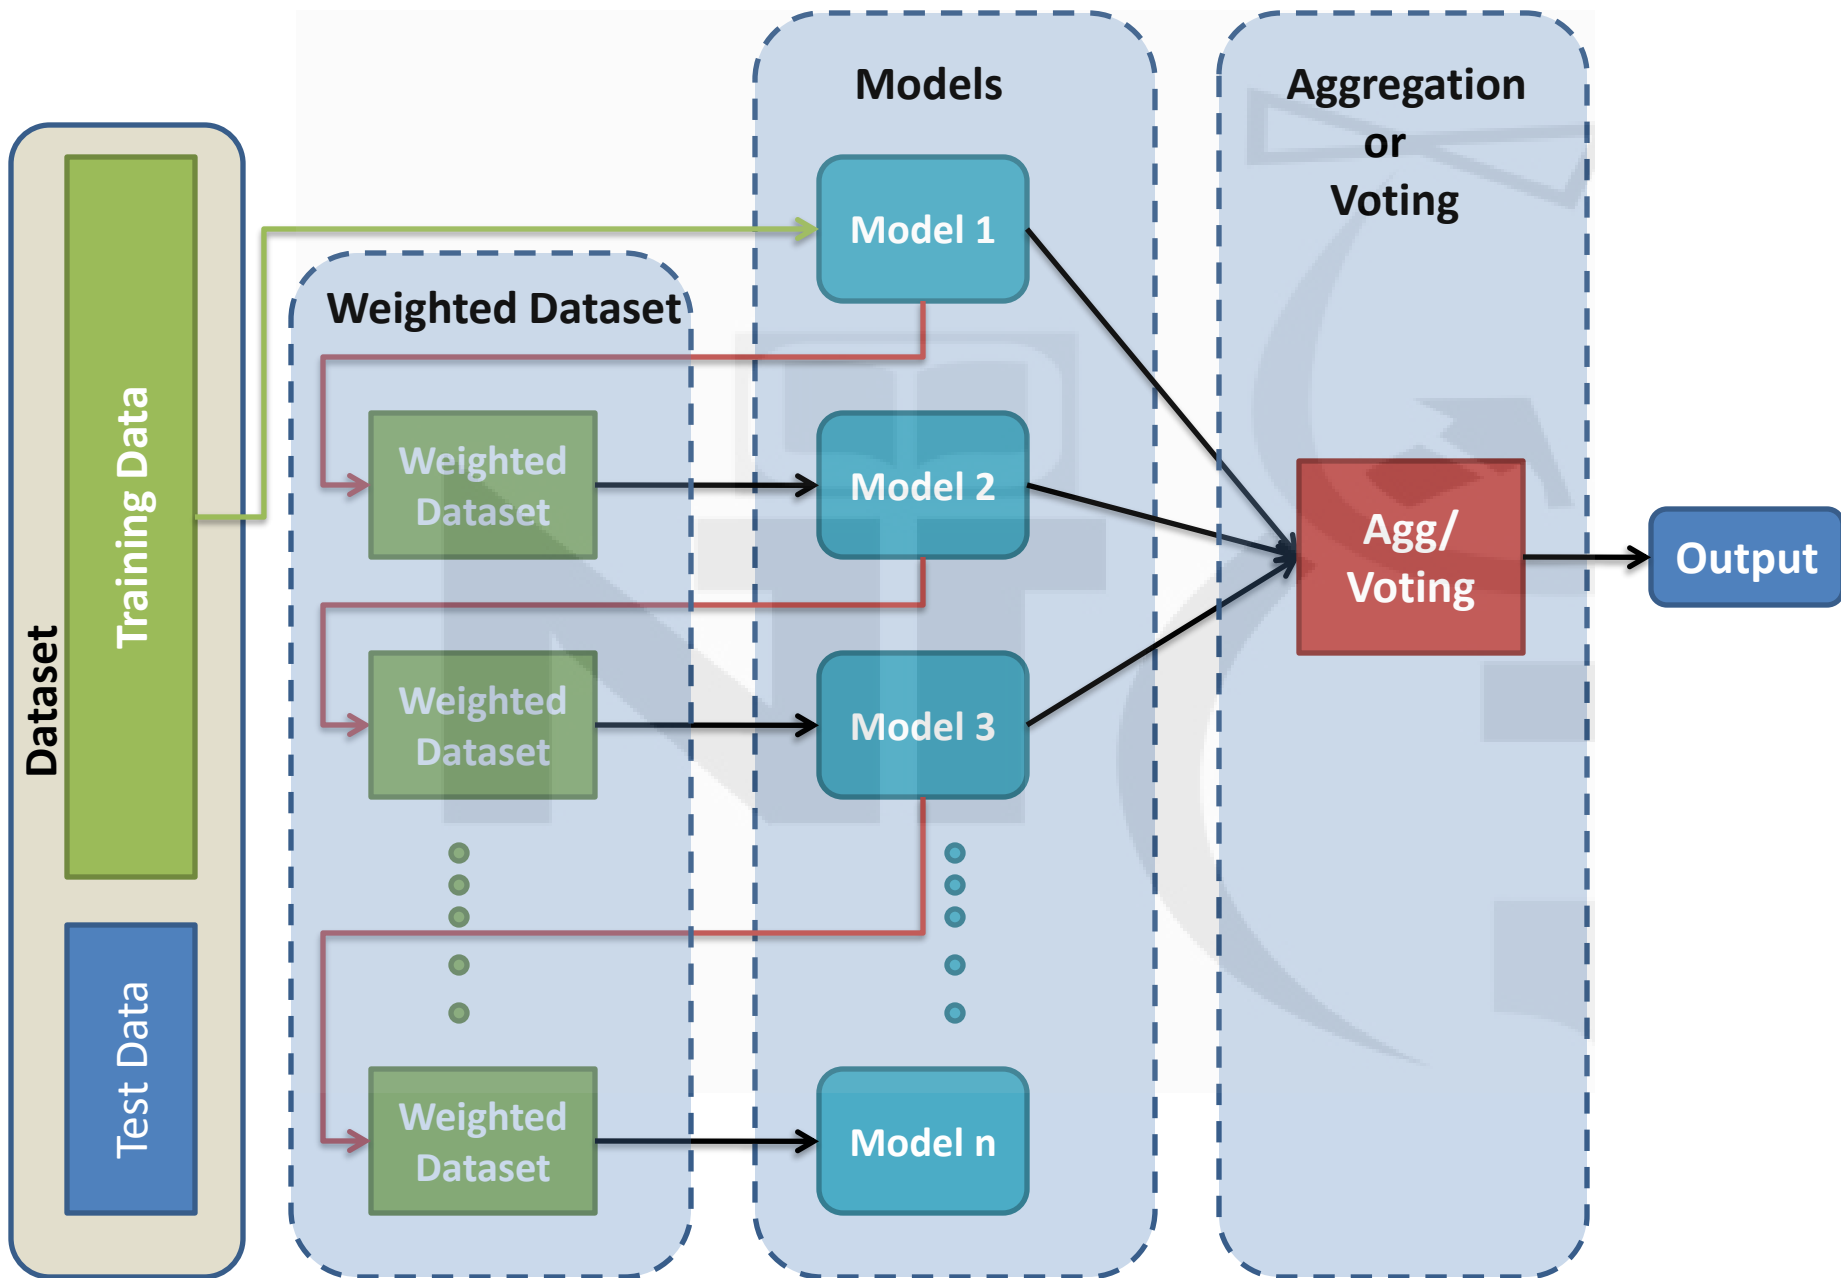 Dataset
Training Data
Test Data
Weighted Dataset
Weighted
Dataset
Weighted
Dataset
Weighted
Dataset
Models
Model 1
Model 2
Model 3
Model n
Aggregation
or
Voting
Agg/
Voting
Output